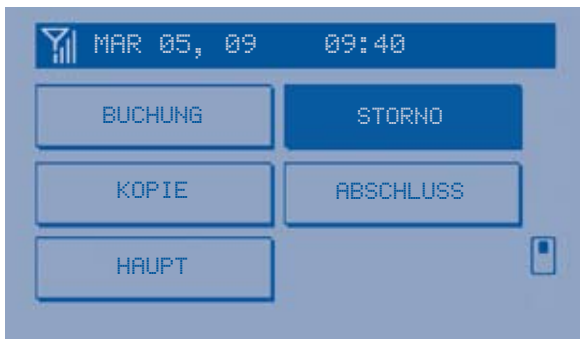 MAR 05, 09 09:40
BUCHUNG STORNO
KOPIE ABSCHLUSS
HAUPT